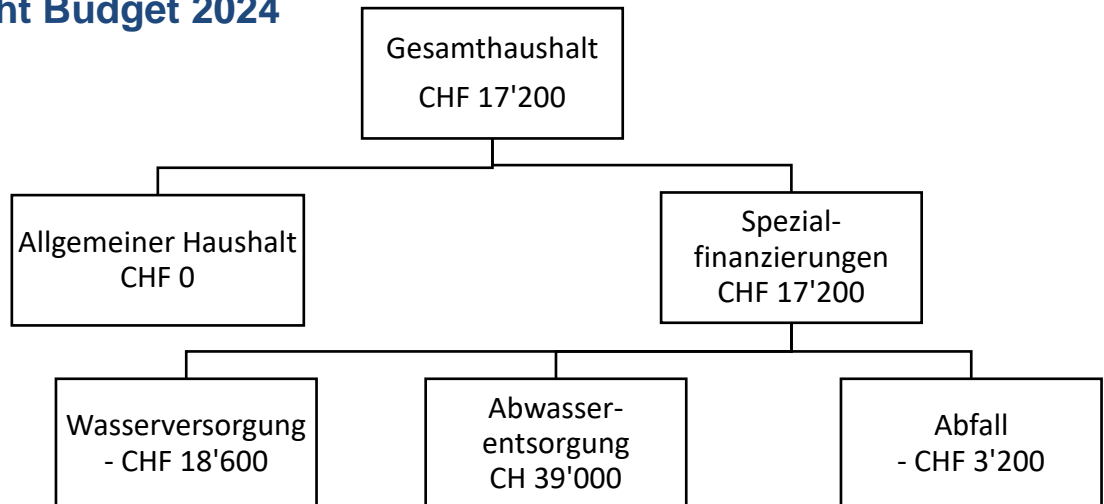 ht Budget 2024
Gesamthaushalt
CHF 17'200
Allgemeiner Haushalt
CHF 0
Spezial-
finanzierungen
CHF 17'200
Wasserversorgung
- CHF 18'600
Abwasser-
entsorgung
CH 39'000
Abfall
- CHF 3'200